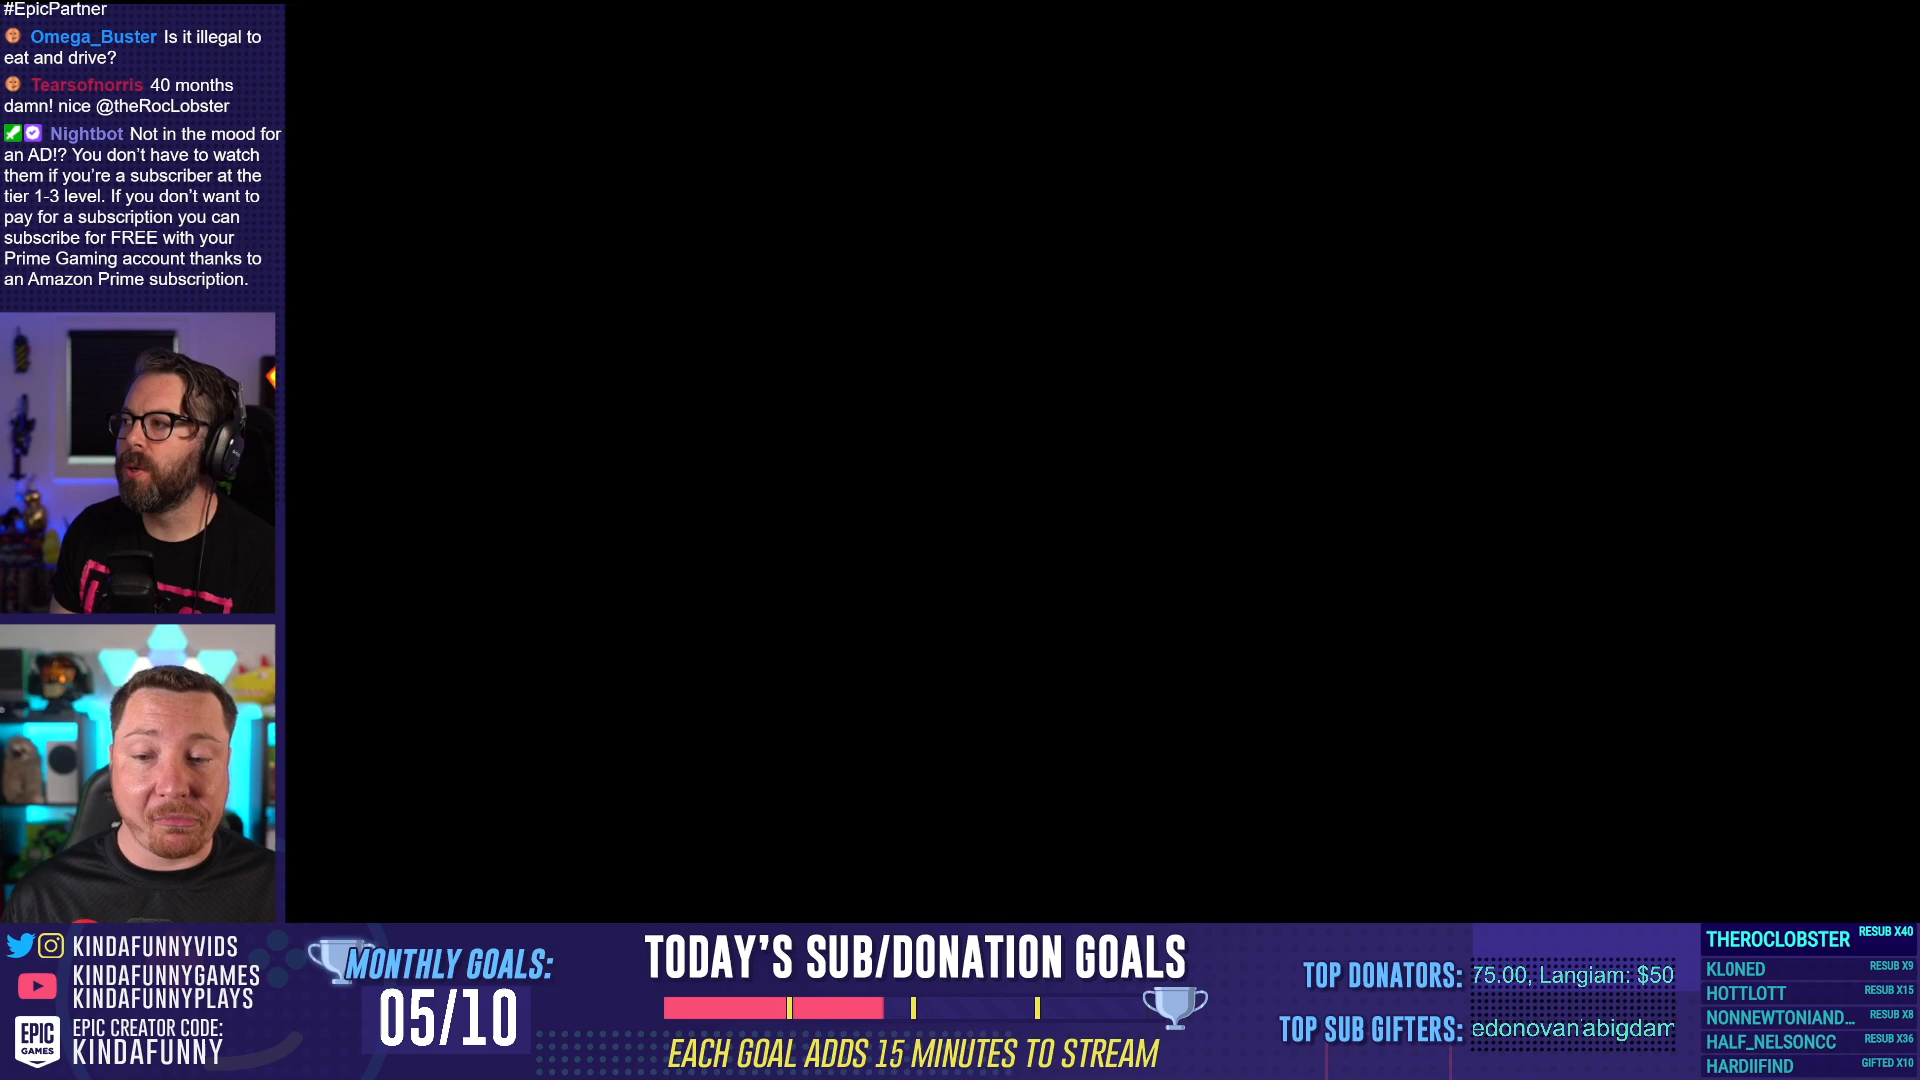 #EpicPartner
Omega_Buster Is it illegal to
eat and drive?
Tearsofnorris 40 months
damn! nice @theRocLobster
Nightbot Not in the mood for
an AD!? You don't have to watch
them if you're a subscriber at the
tier 1-3 level. If you don't want to
pay for a subscription you can
subscribe for FREE with your
Prime Gaming account thanks to
an Amazon Prime subscription.
KINDAFUNNYVIDS
KINDAFUNNYGAMES
KINDAFUNNYPLAYS
EPIC GAMES
EPIC CREATOR CODE:
KINDAFUNNY
MONTHLY GOALS:
05/10
TODAY'S SUB/DONATION GOALS
EACH GOAL ADDS 15 MINUTES TO STREAM
TOP DONATORS: 75.00, Langiam: $50
TOP SUB GIFTERS: edonovan'abigdam
THEROCLOBSTER RESUB X40
KL0NED RESUB X9
HOTTLOTT RESUB X15
NONNEWTONIAND... RESUB X8
HALF_NELSONCC RESUB X36
HARDIIFIND GIFTED X10